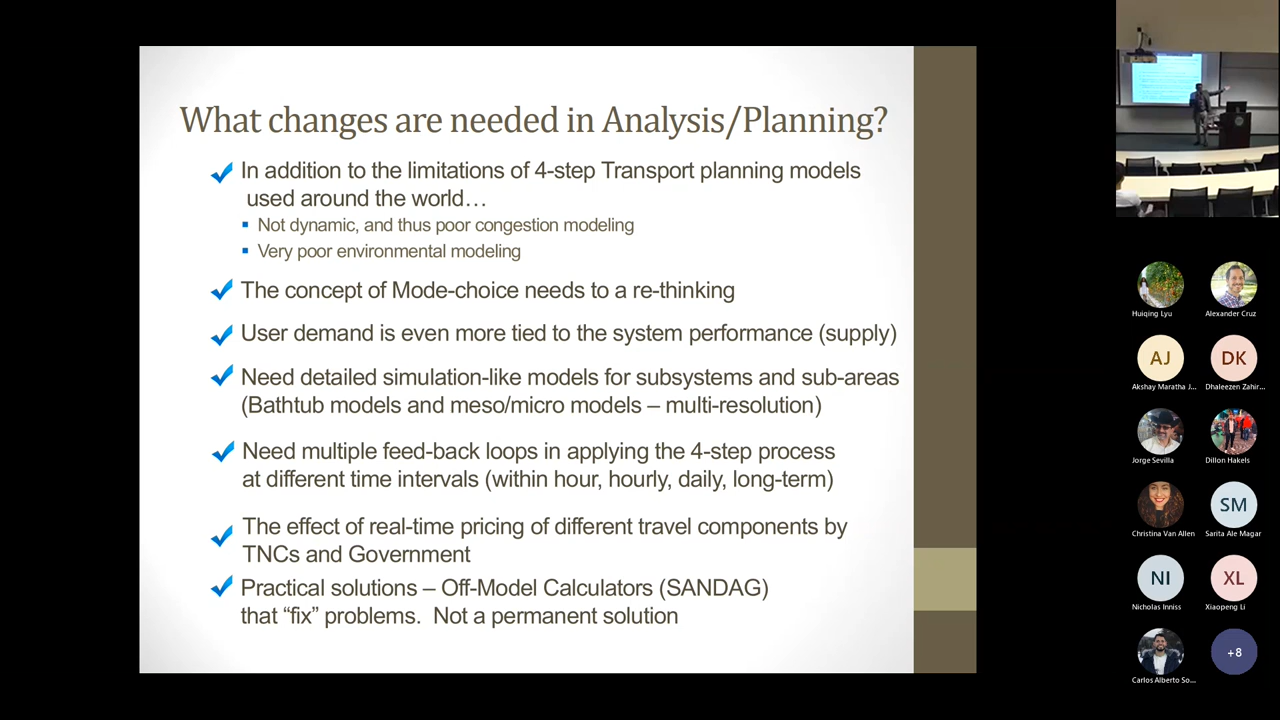 What changes are needed in Analysis/Planning?
In addition to the limitations of 4-step Transport planning models
used around the world…
Not dynamic, and thus poor congestion modeling
Very poor environmental modeling
The concept of Mode-choice needs to a re-thinking
User demand is even more tied to the system performance (supply)
Need detailed simulation-like models for subsystems and sub-areas
(Bathtub models and meso/micro models – multi-resolution)
Need multiple feed-back loops in applying the 4-step process
at different time intervals (within hour, hourly, daily, long-term)
The effect of real-time pricing of different travel components by
TNCs and Government
Practical solutions – Off-Model Calculators (SANDAG)
that “fix” problems.  Not a permanent solution
Huiqing Lyu
Alexander Cruz
AJ
DK
Akshay Maratha J...
Dhaleezen Zahir...
Jorge Sevilla
Dillon Hakels
SM
Christina Van Allen
Sarita Ale Magar
NI
XL
Nicholas Inniss
Xiaopeng Li
+8
Carlos Alberto So...